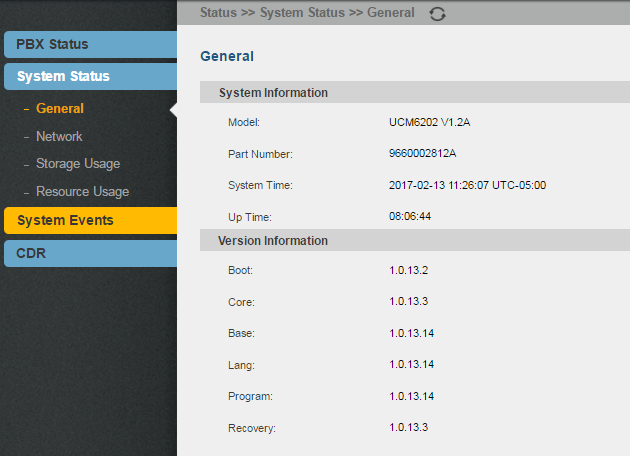 Status >> System Status >> General
PBX Status
System Status
– General
– Network
– Storage Usage
– Resource Usage
System Events
CDR
General
System Information
Model: UCM6202 V1.2A
Part Number: 9660002812A
System Time: 2017-02-13 11:26:07 UTC-05:00
Up Time: 08:06:44
Version Information
Boot: 1.0.13.2
Core: 1.0.13.3
Base: 1.0.13.14
Lang: 1.0.13.14
Program: 1.0.13.14
Recovery: 1.0.13.3